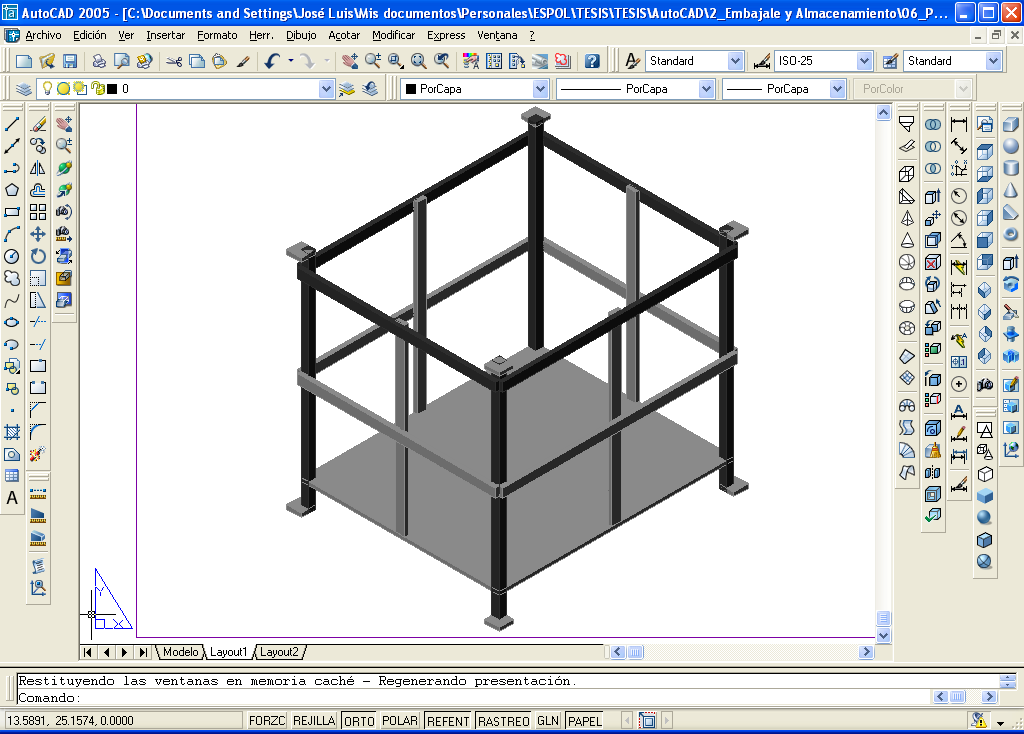 AutoCAD 2005 - [C:\Documents and Settings\José Luis\Mis documentos\Personales\ESPOL\TESIS\TESIS\AutoCAD\2_Embajale y Almacenamiento\06_P...
Archivo Edición Ver Insertar Formato Herr. Dibujo Acotar Modificar Express Ventana ?
Standard ISO-25 Standard
0 PorCapa PorCapa PorCapa PorColor
A
Y
X
Modelo Layout1 Layout2
Restituyendo las ventanas en memoria caché - Regenerando presentación.
Comando:
13.5891, 25.1574, 0.0000 FORZC REJILLA ORTO POLAR REFENT RASTREO GLN PAPEL